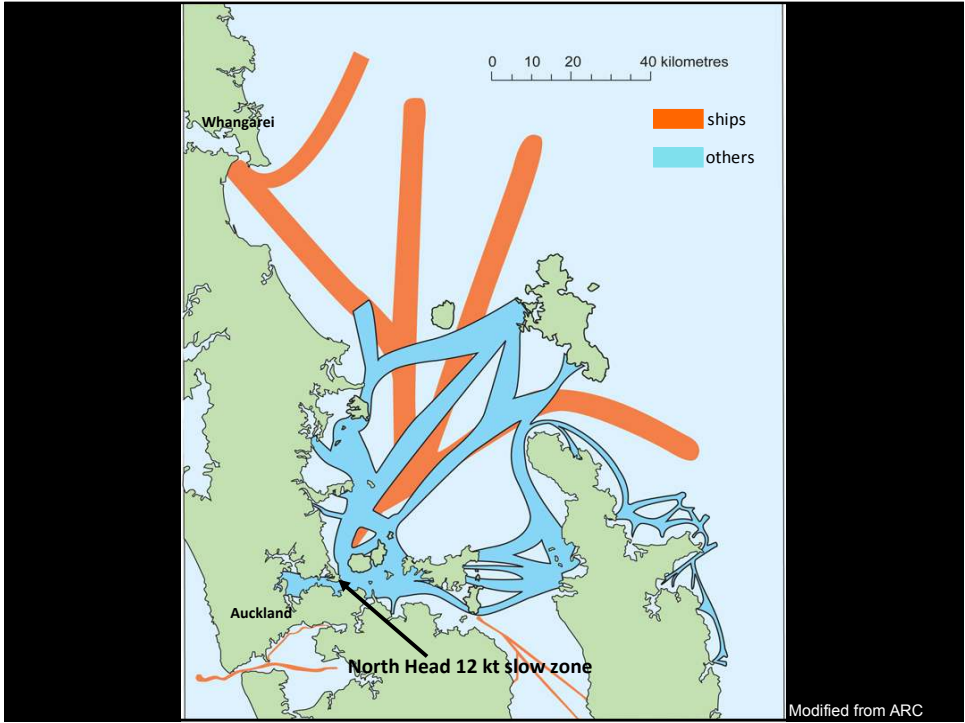 0 10 20 40 kilometres
Whangarei
ships
others
Auckland
North Head 12 kt slow zone
Modified from ARC